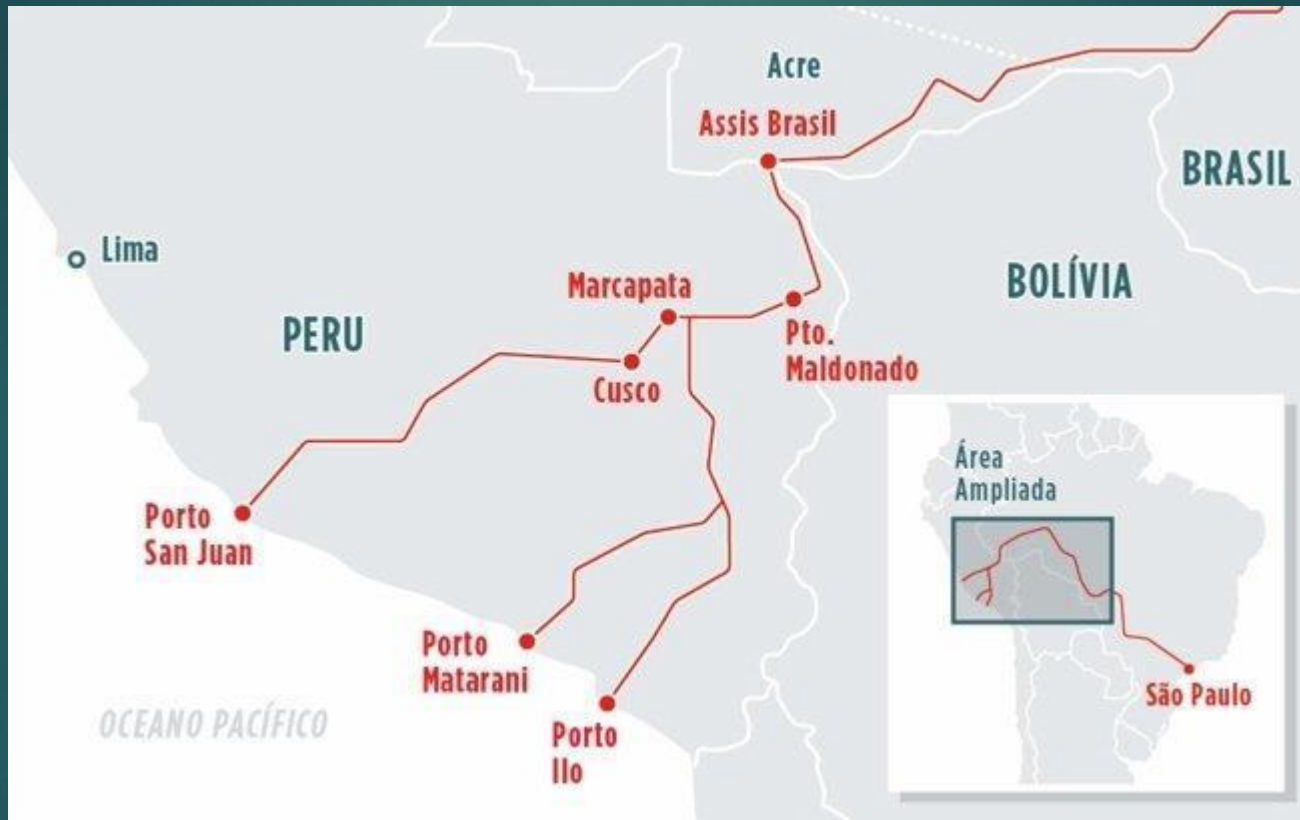 Acre
Assis Brasil
BRASIL
Lima
BOLÍVIA
Marcapata
PERU
Pto.
Maldonado
Cusco
Área
Ampliada
Porto
San Juan
Porto
Matarani
São Paulo
OCEANO PACÍFICO
Porto
Ilo